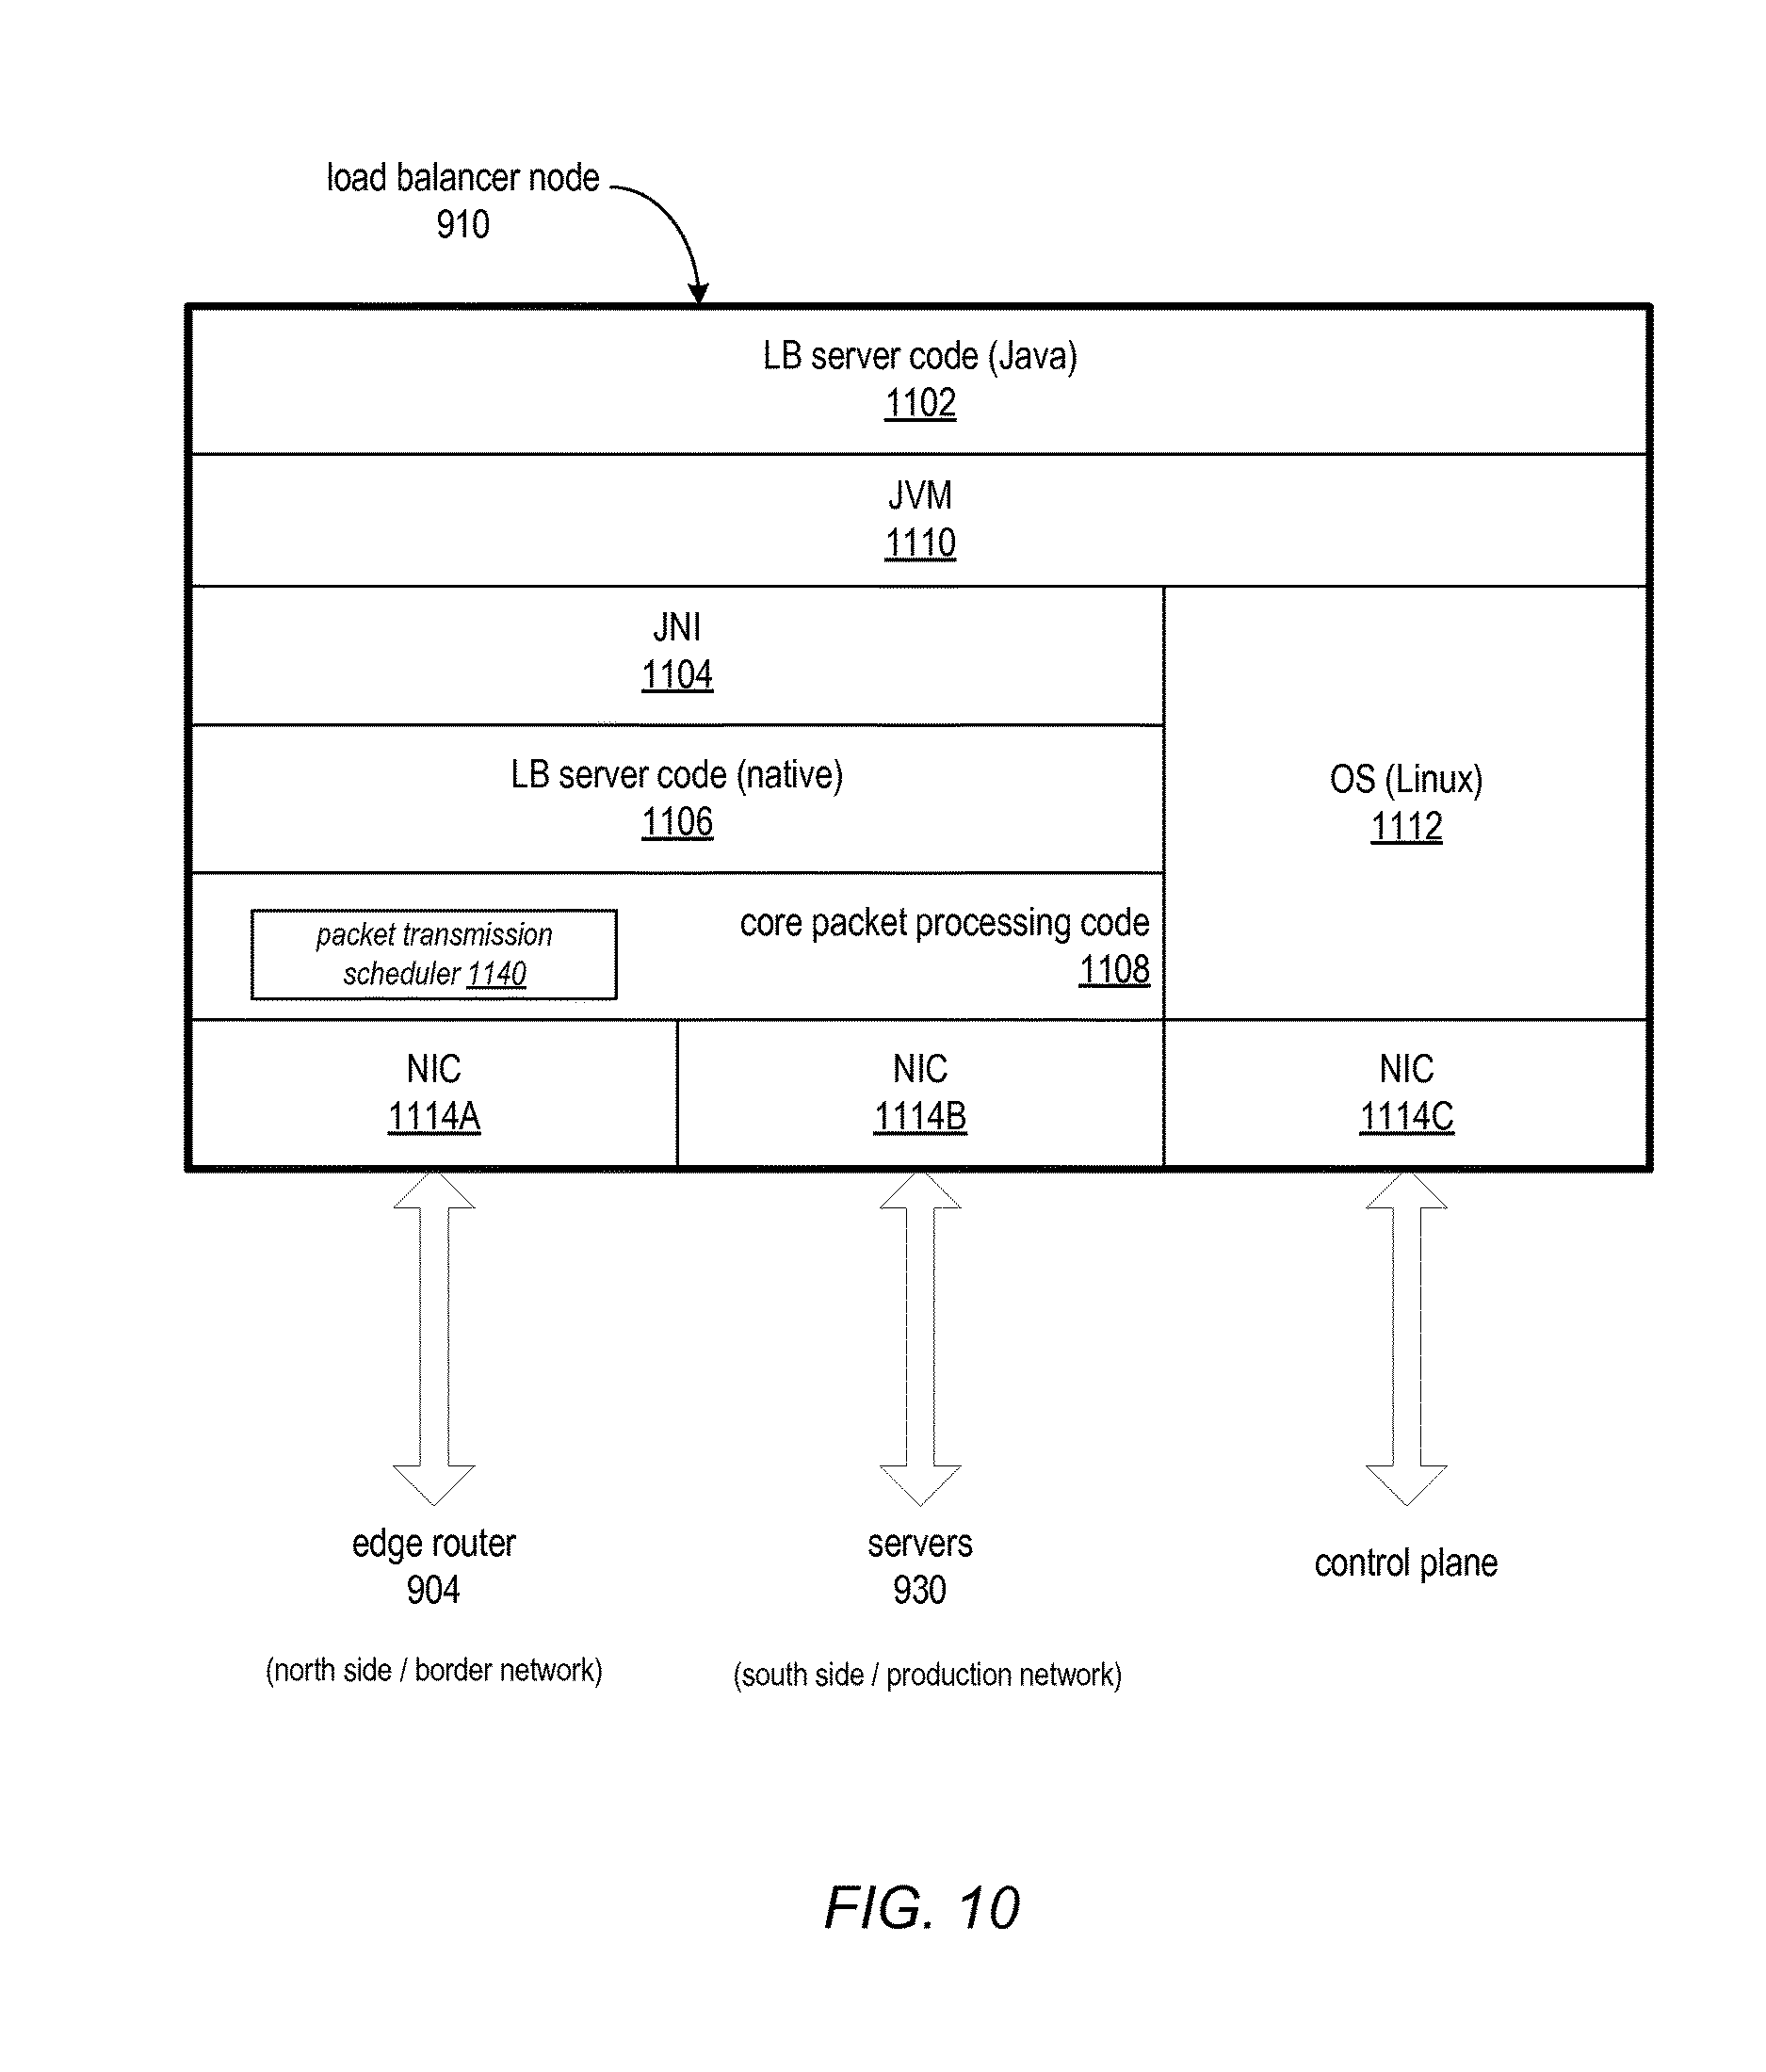 load balancer node
910
LB server code (Java)
1102
JVM
1110
JNI
1104
LB server code (native)
1106
OS (Linux)
1112
packet transmission
scheduler 1140
core packet processing code
1108
NIC
1114A
NIC
1114B
NIC
1114C
edge router
904
(north side / border network)
servers
930
(south side / production network)
control plane
FIG. 10